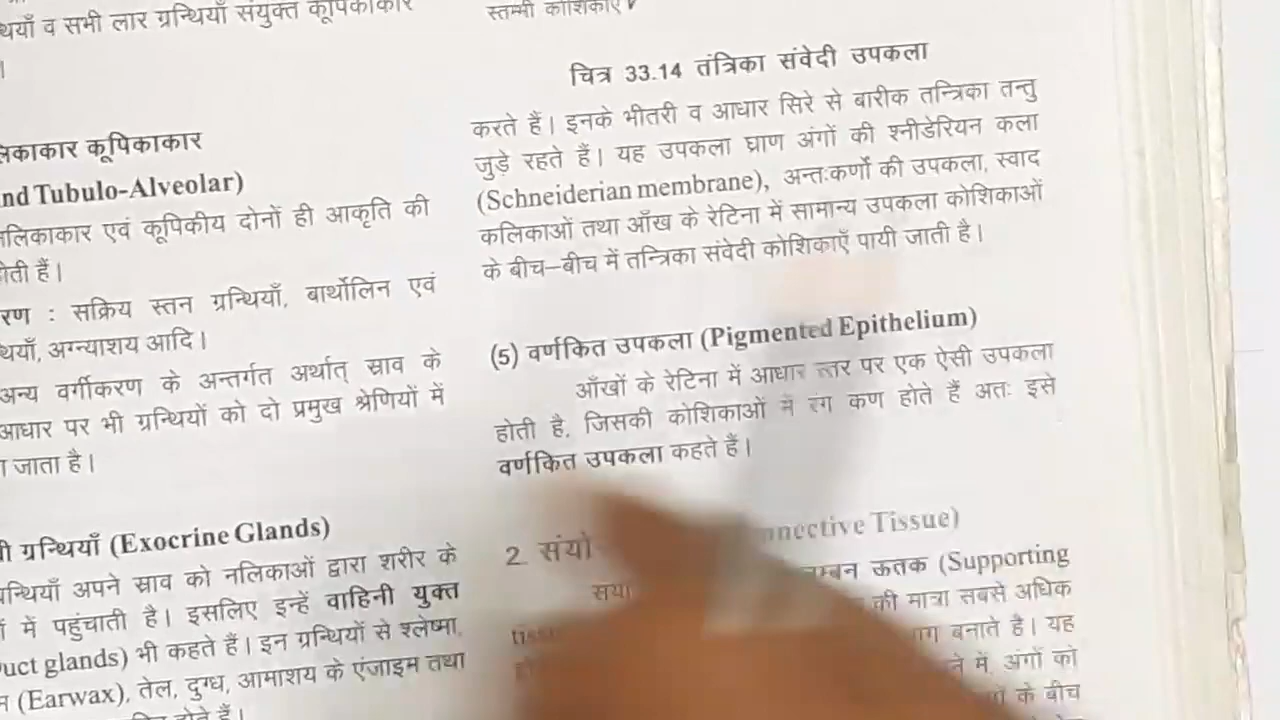 थियाँ व सभी लार ग्रन्थियाँ संयुक्त कूपिकाकार
।
लिकाकार कूपिकाकार
nd Tubulo-Alveolar)
लिकाकार एवं कूपिकीय दोनों ही आकृति की
होती हैं।
रण : सक्रिय स्तन ग्रन्थियाँ, बार्थोलिन एवं
थियाँ, अग्न्याशय आदि।
अन्य वर्गीकरण के अन्तर्गत अर्थात् स्राव के
आधार पर भी ग्रन्थियों को दो प्रमुख श्रेणियों में
ा जाता है।
ी ग्रन्थियाँ (Exocrine Glands)
न्थियाँ अपने स्राव को नलिकाओं द्वारा शरीर के
ं में पहुंचाती है। इसलिए इन्हें वाहिनी युक्त
uct glands) भी कहते हैं। इन ग्रन्थियों से श्लेष्मा,
(Earwax), तेल, दुग्ध, आमाशय के एंजाइम तथा
होते हैं।
स्तम्भी कोशिकाएं
चित्र 33.14 तंत्रिका संवेदी उपकला
करते हैं। इनके भीतरी व आधार सिरे से बारीक तन्त्रिका तन्तु
जुड़े रहते हैं। यह उपकला घ्राण अंगों की श्नीडेरियन कला
(Schneiderian membrane), अन्तःकर्णों की उपकला, स्वाद
कलिकाओं तथा आँख के रेटिना में सामान्य उपकला कोशिकाओं
के बीच–बीच में तन्त्रिका संवेदी कोशिकाएँ पायी जाती है।
(5) वर्णकित उपकला (Pigmented Epithelium)
आँखों के रेटिना में आधार स्तर पर एक ऐसी उपकला
होती है, जिसकी कोशिकाओं में रंग कण होते हैं अतः इसे
वर्णकित उपकला कहते हैं।
2. संयो nnective Tissue)
म्बन ऊतक (Supporting
की मात्रा सबसे अधिक
tiss ाग बनाते है। यह
ने में, अंगों को
के बीच